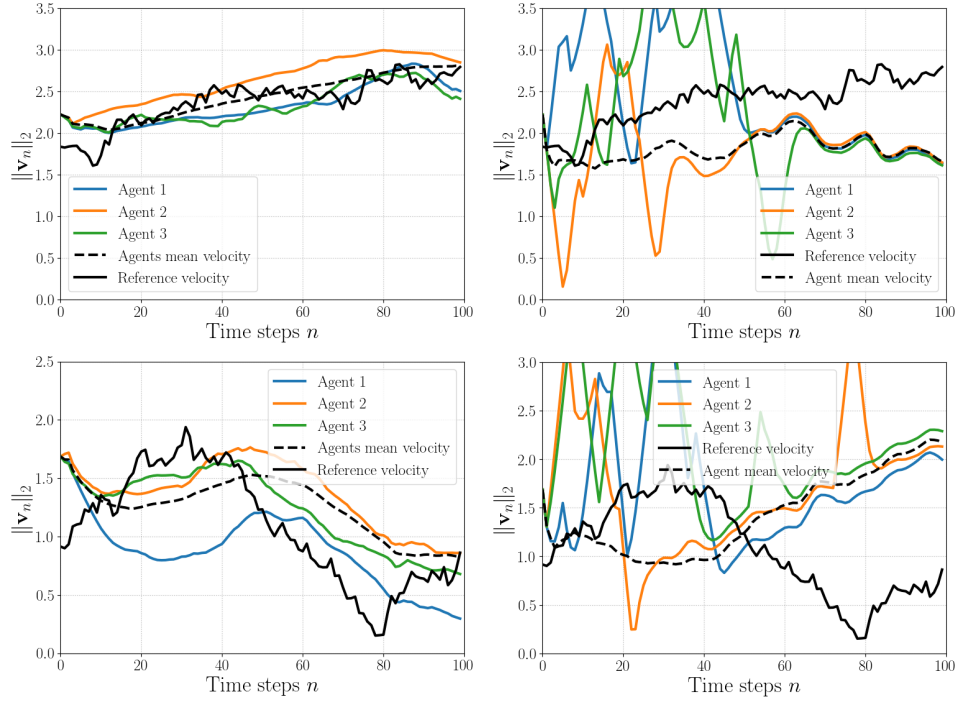 3.5
3.0
2.5
2.0
1.5
1.0
0.5
0.0
‖v_n‖_2
Agent 1
Agent 2
Agent 3
Agents mean velocity
Reference velocity
0 20 40 60 80 100
Time steps n
3.5
3.0
2.5
2.0
1.5
1.0
0.5
0.0
‖v_n‖_2
Agent 1
Agent 2
Agent 3
Reference velocity
Agent mean velocity
0 20 40 60 80 100
Time steps n
2.5
2.0
1.5
1.0
0.5
0.0
‖v_n‖_2
Agent 1
Agent 2
Agent 3
Agents mean velocity
Reference velocity
0 20 40 60 80 100
Time steps n
3.0
2.5
2.0
1.5
1.0
0.5
0.0
‖v_n‖_2
Agent 1
Agent 2
Agent 3
Reference velocity
Agent mean velocity
0 20 40 60 80 100
Time steps n